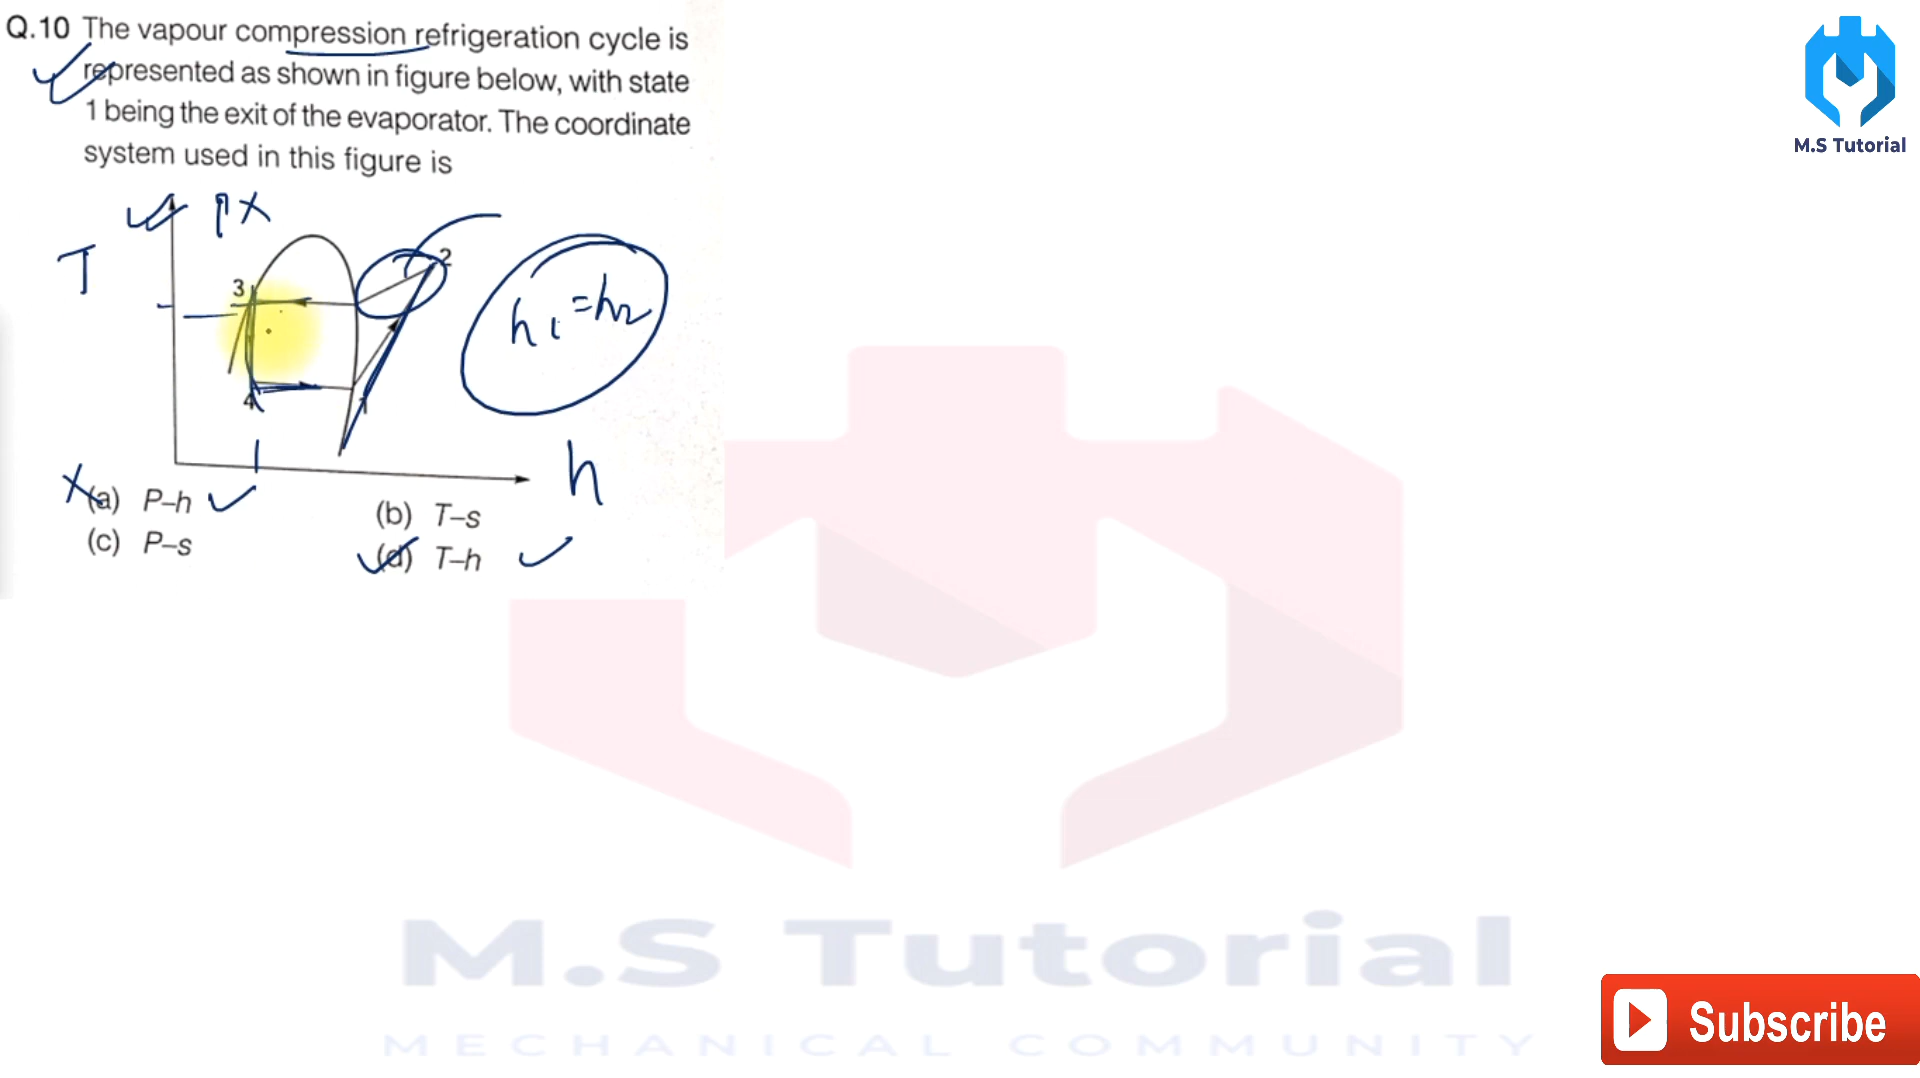 Q.10 The vapour compression refrigeration cycle is
represented as shown in figure below, with state
1 being the exit of the evaporator. The coordinate
system used in this figure is
T
P X
2
3
4
1
h₁ = h₂
h
X (a) P–h
(b) T–s
(c) P–s
(d) T–h
M.S Tutorial
M.S Tutorial
MECHANICAL COMMUNITY
Subscribe